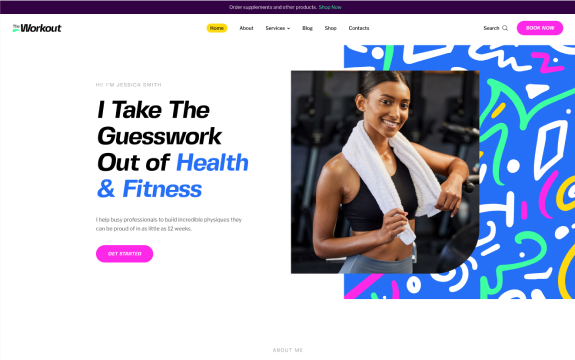 Order supplements and other products. Shop Now
The Workout
Home About Services Blog Shop Contacts Search BOOK NOW
HI! I'M JESSICA SMITH
I Take The
Guesswork
Out of Health
& Fitness
I help busy professionals to build incredible physiques they
can be proud of in as little as 12 weeks.
GET STARTED
ABOUT ME